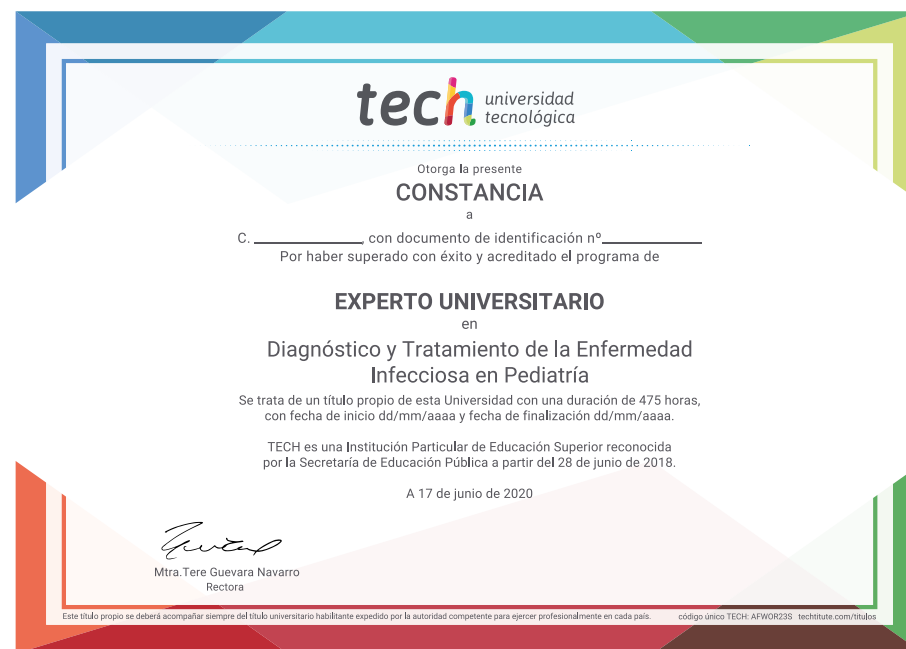 tech universidad
tecnológica
Otorga la presente
CONSTANCIA
a
C. ______________, con documento de identificación nº______________
Por haber superado con éxito y acreditado el programa de
EXPERTO UNIVERSITARIO
en
Diagnóstico y Tratamiento de la Enfermedad
Infecciosa en Pediatría
Se trata de un título propio de esta Universidad con una duración de 475 horas,
con fecha de inicio dd/mm/aaaa y fecha de finalización dd/mm/aaaa.
TECH es una Institución Particular de Educación Superior reconocida
por la Secretaría de Educación Pública a partir del 28 de junio de 2018.
A 17 de junio de 2020
Mtra.Tere Guevara Navarro
Rectora
Este título propio se deberá acompañar siempre del título universitario habilitante expedido por la autoridad competente para ejercer profesionalmente en cada país. código único TECH: AFWOR23S techtitute.com/titulos